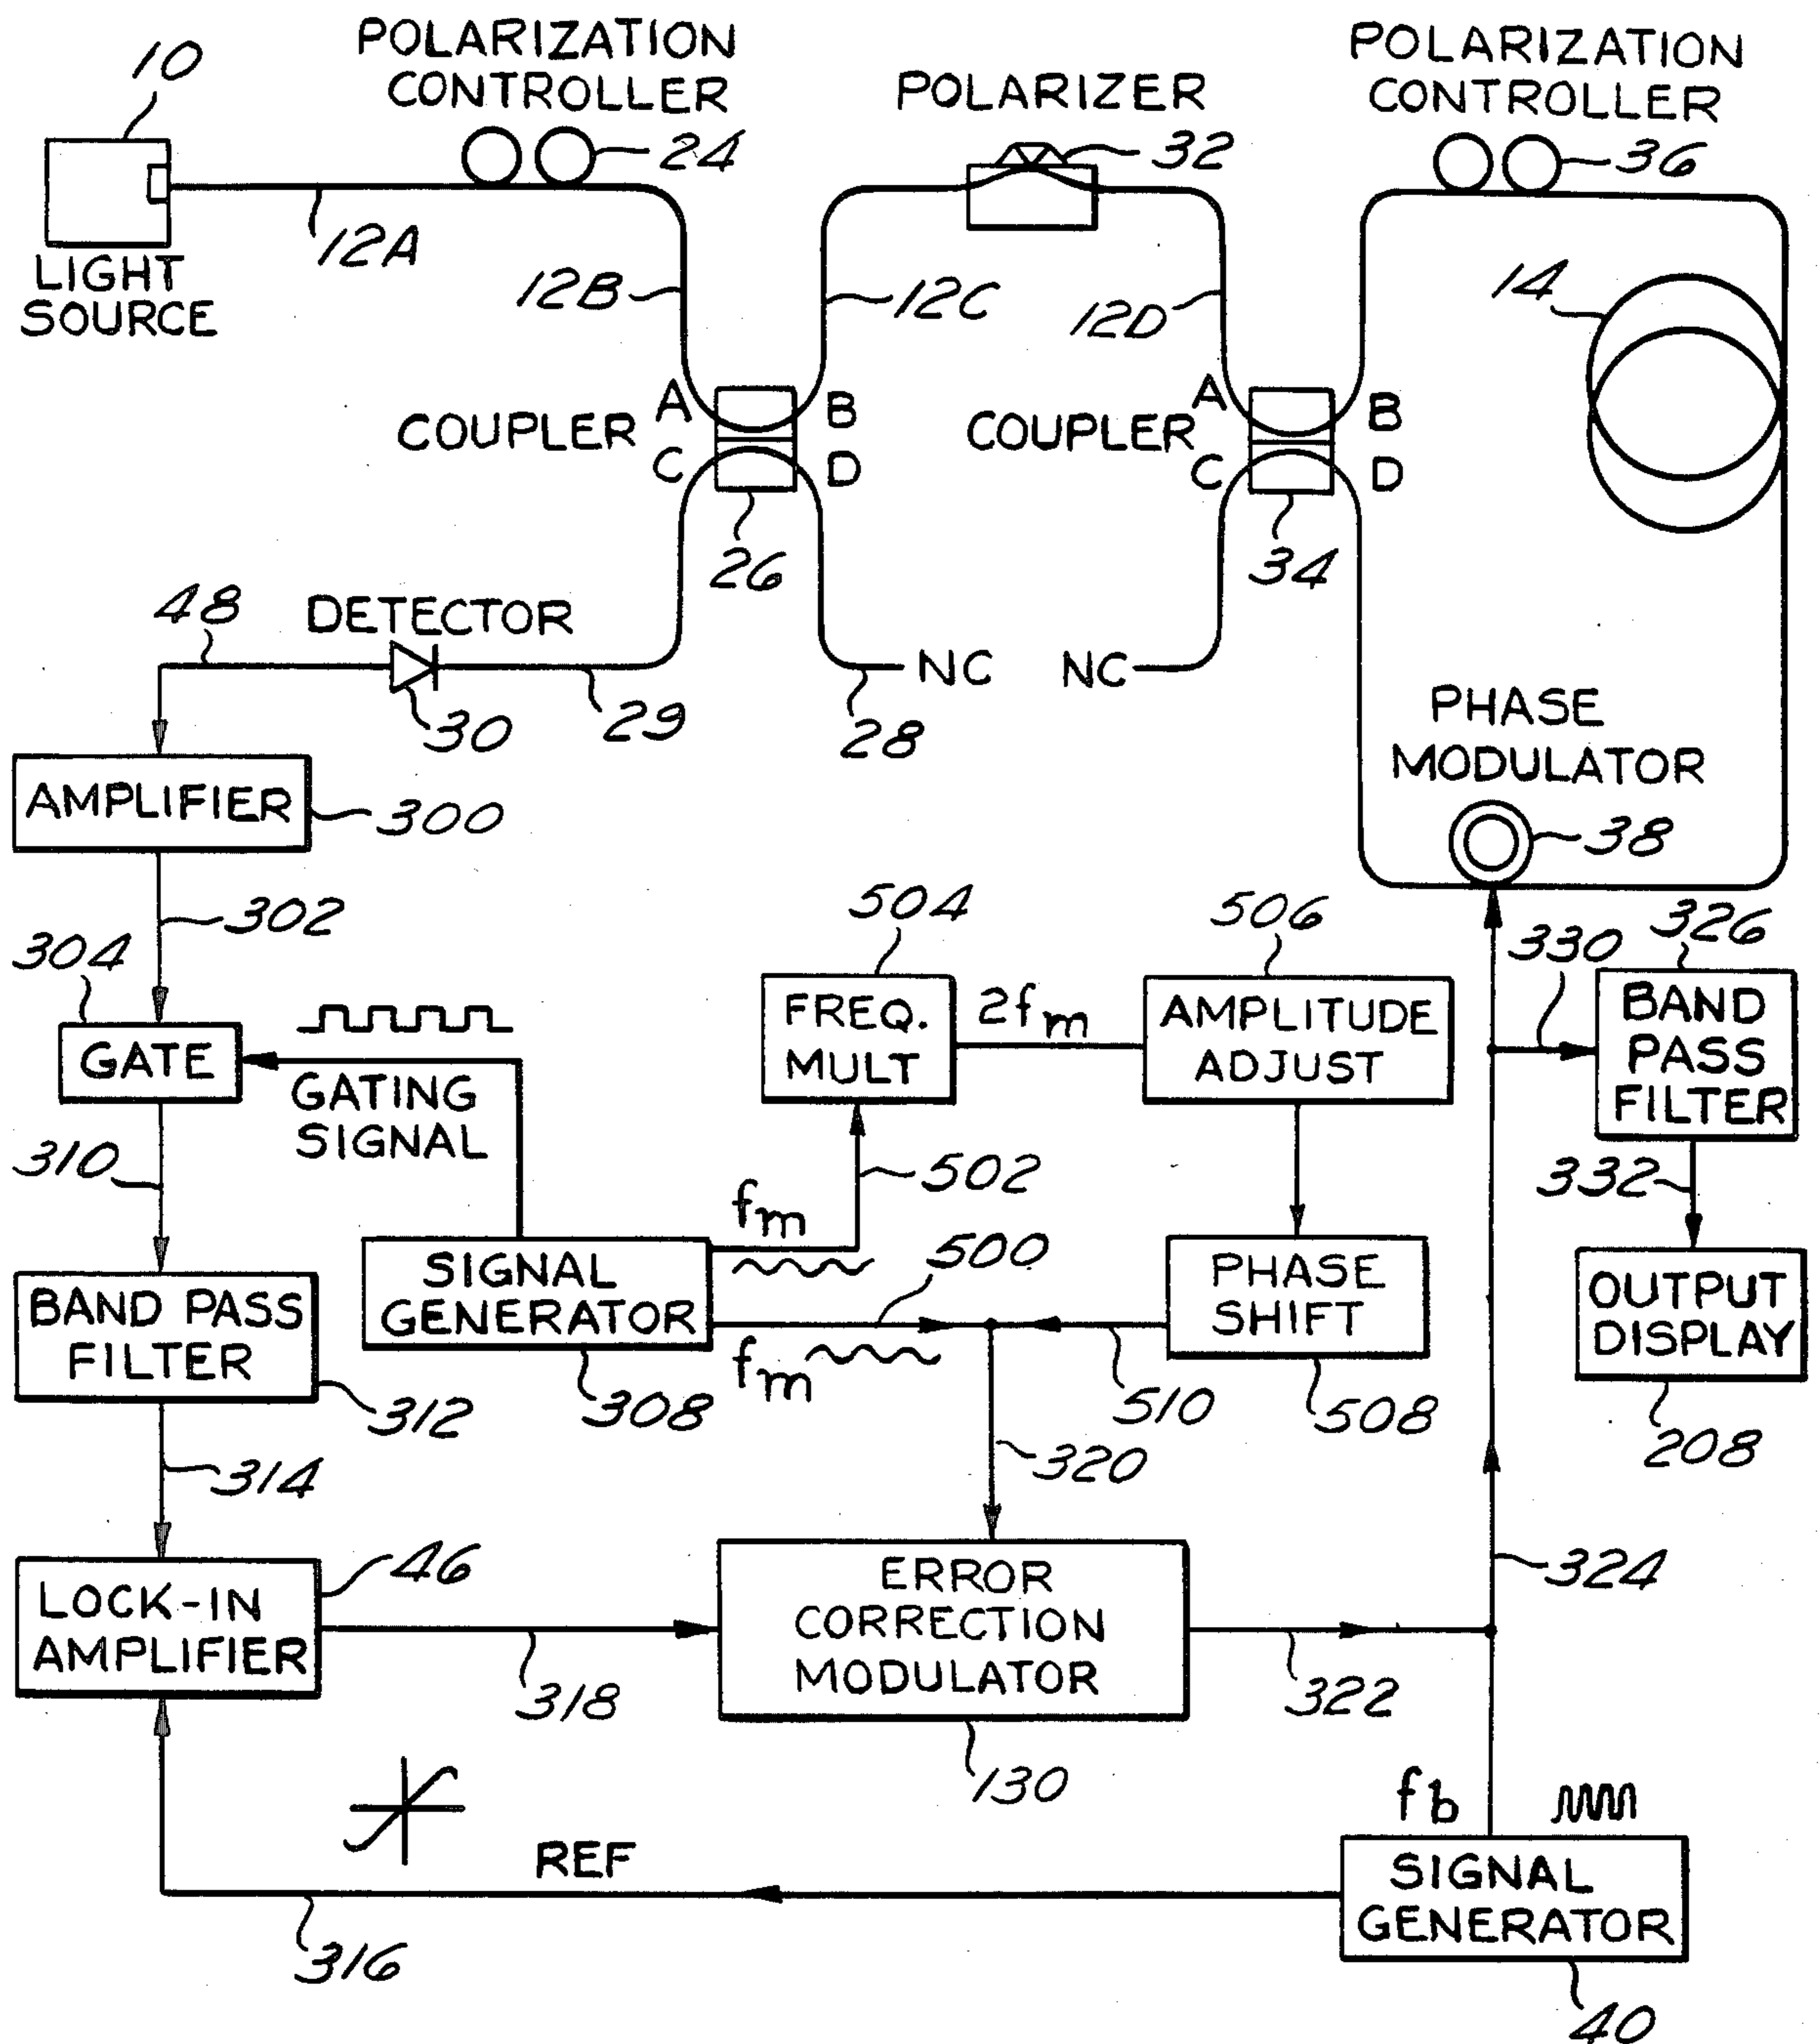 10
POLARIZATION
CONTROLLER
24
POLARIZER
32
POLARIZATION
CONTROLLER
36
LIGHT
SOURCE
12A
12B
12C
12D
14
COUPLER
A
B
C
D
26
COUPLER
A
B
C
D
34
48
DETECTOR
30
29
NC
28
NC
PHASE
MODULATOR
38
AMPLIFIER
300
302
304
GATE
GATING
SIGNAL
504
FREQ.
MULT
2fm
506
AMPLITUDE
ADJUST
330
326
BAND
PASS
FILTER
310
502
332
fm
SIGNAL
GENERATOR
500
fm
308
PHASE
SHIFT
510
508
OUTPUT
DISPLAY
208
BAND PASS
FILTER
312
314
320
324
LOCK-IN
AMPLIFIER
46
318
ERROR
CORRECTION
MODULATOR
130
322
REF
316
fb
SIGNAL
GENERATOR
40